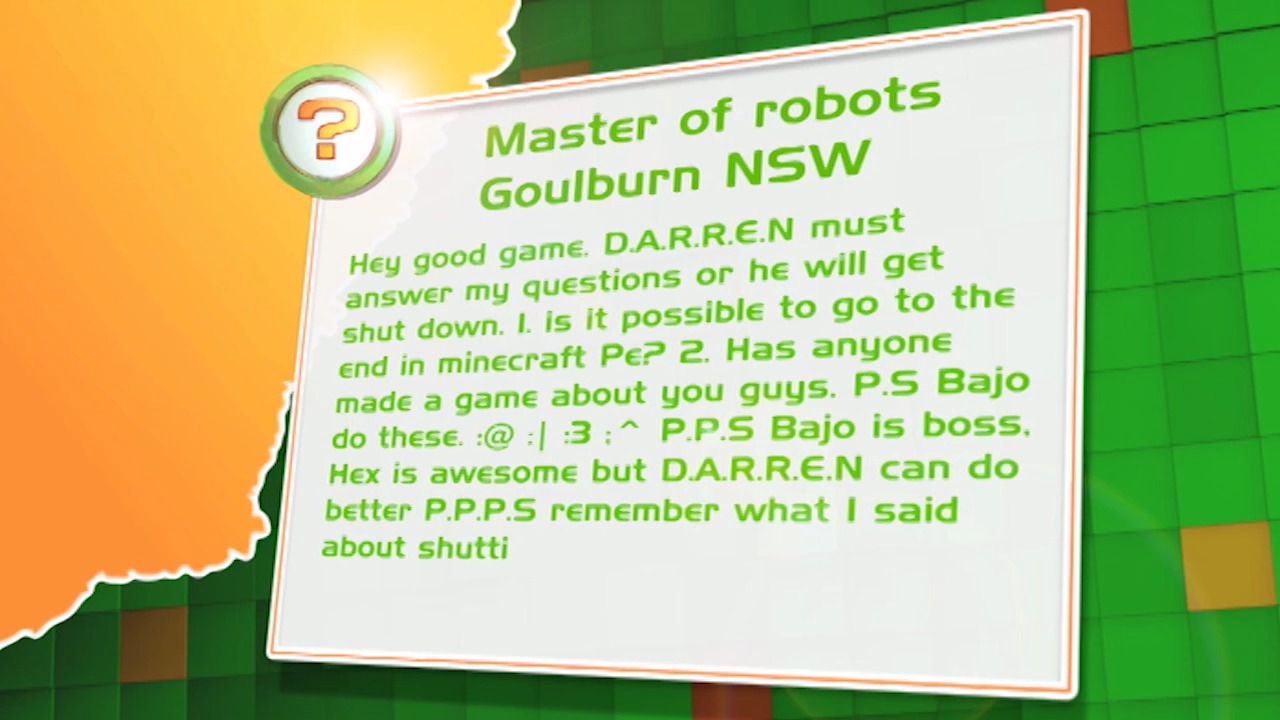 ?
Master of robots
Goulburn NSW
Hey good game. D.A.R.R.E.N must
answer my questions or he will get
shut down. 1. is it possible to go to the
end in minecraft Pe? 2. Has anyone
made a game about you guys. P.S Bajo
do these. :@ :| :3 ;^ P.P.S Bajo is boss,
Hex is awesome but D.A.R.R.E.N can do
better P.P.P.S remember what I said
about shutti